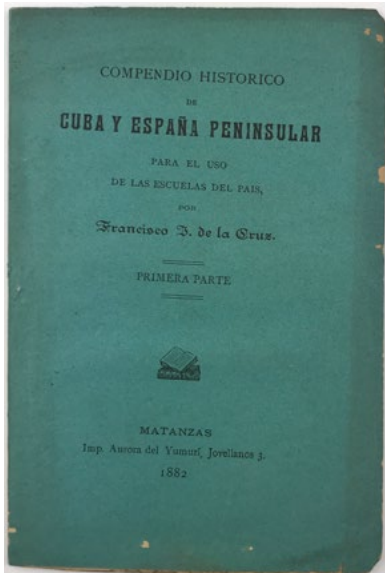 COMPENDIO HISTORICO
DE
CUBA Y ESPAÑA PENINSULAR
PARA EL USO
DE LAS ESCUELAS DEL PAIS,
POR
Francisco J. de la Cruz.
PRIMERA PARTE
MATANZAS
Imp. Aurora del Yumurí, Jovellanos 3.
1882